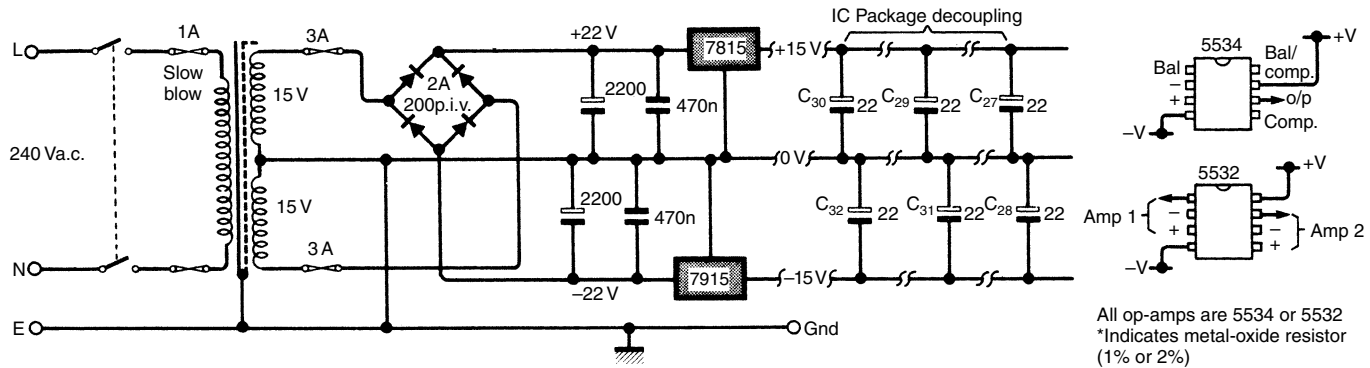 IC Package decoupling
L
1A
Slow
blow
3A
15 V
2A
200p.i.v.
+22 V
7815
+15 V
2200
470n
C30
22
C29
22
C27
22
240 Va.c.
0 V
15 V
2200
470n
C32
22
C31
22
C28
22
N
3 A
–22 V
7915
–15 V
E
Gnd
5534
+V
Bal
Bal/
comp.
–
+
o/p
Comp.
–V
5532
+V
Amp 1
–
+
–
+
Amp 2
–V
All op-amps are 5534 or 5532
*Indicates metal-oxide resistor
(1% or 2%)